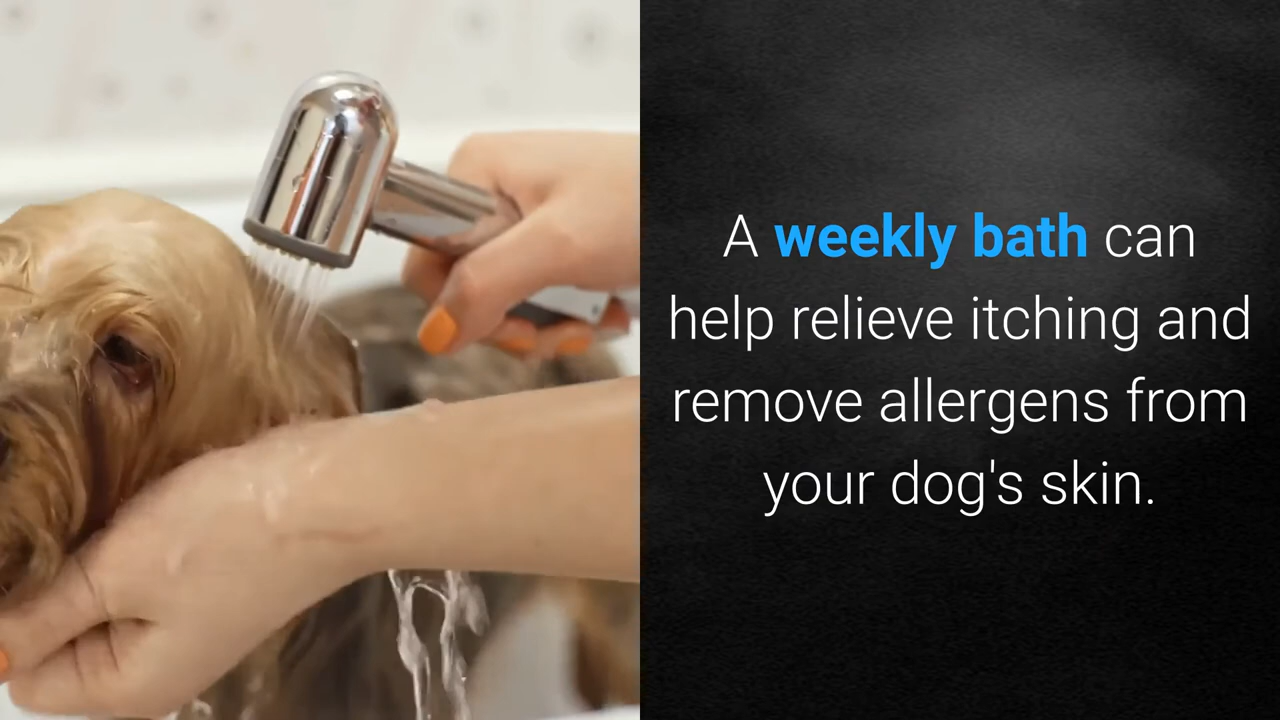 A weekly bath can
help relieve itching and
remove allergens from
your dog's skin.